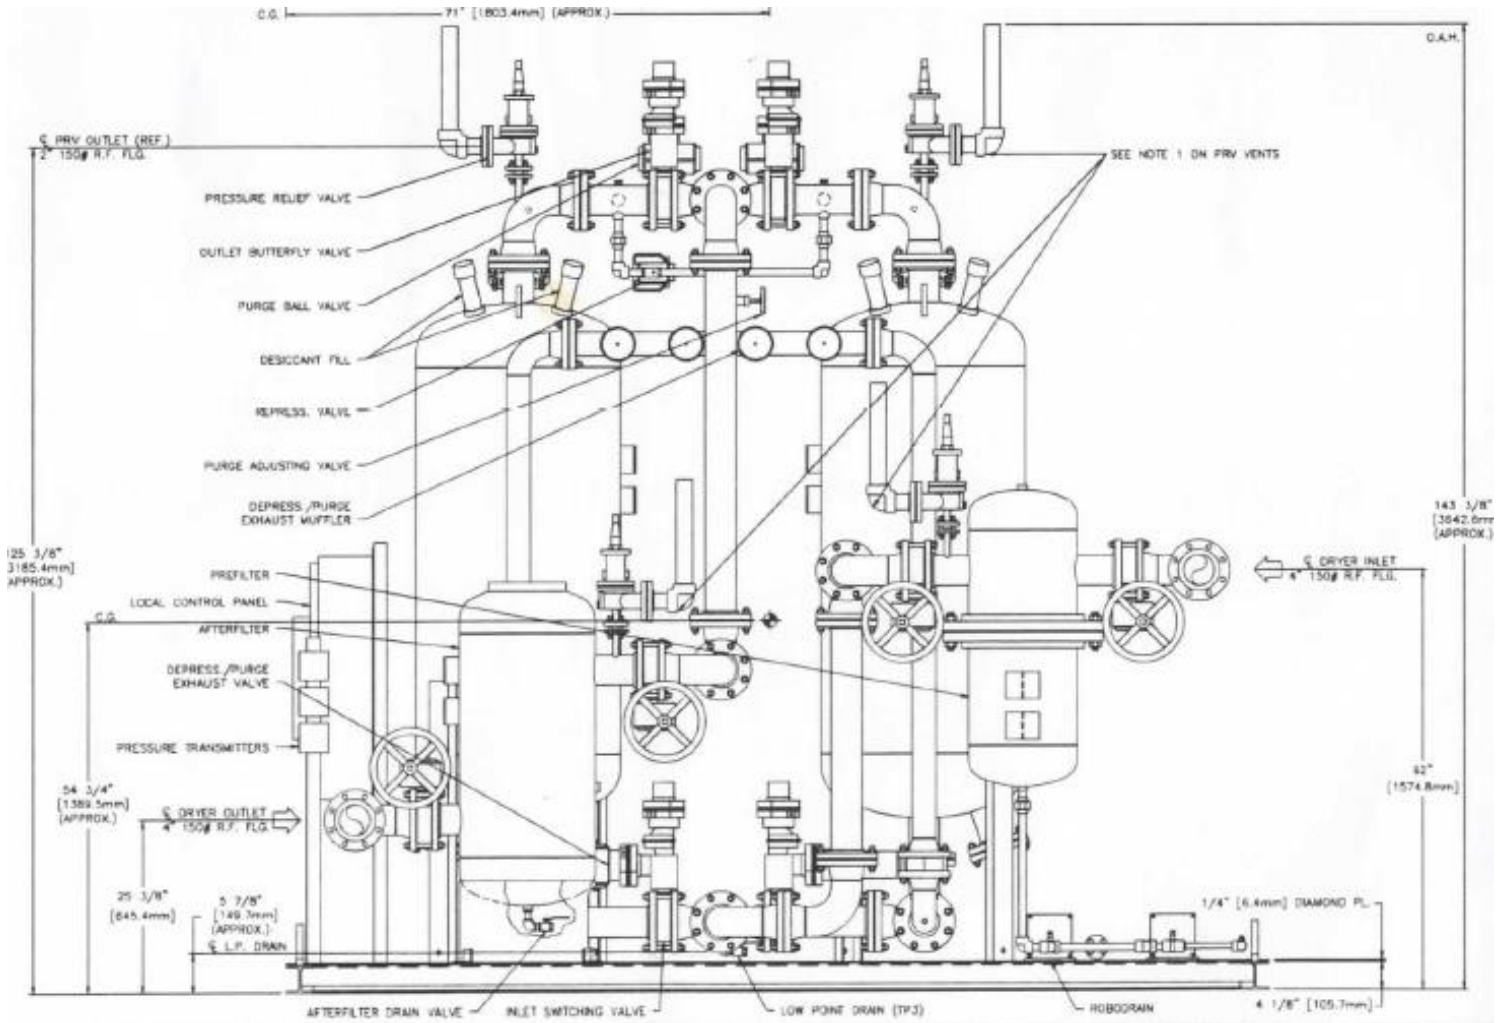 C.G.
71" [1803.4mm] (APPROX.)
O.A.H.
℄ PRV OUTLET (REF.)
2" 150# R.F. FLG.
SEE NOTE 1 ON PRV VENTS
PRESSURE RELIEF VALVE
OUTLET BUTTERFLY VALVE
PURGE BALL VALVE
DESICCANT FILL
REPRESS. VALVE
PURGE ADJUSTING VALVE
DEPRESS./PURGE
EXHAUST MUFFLER
143 3/8"
[3642.6mm
(APPROX.)
125 3/8"
3185.4mm]
APPROX.)
PREFILTER
℄ DRYER INLET
4" 150# R.F. FLG.
LOCAL CONTROL PANEL
C.G.
AFTERFILTER
DEPRESS./PURGE
EXHAUST VALVE
PRESSURE TRANSMITTERS
54 3/4"
[1389.5mm]
(APPROX.)
62"
[1574.8mm]
℄ DRYER OUTLET
4" 150# R.F. FLG.
25 3/8"
[645.4mm]
5 7/8"
[149.7mm]
(APPROX.)
℄ L.P. DRAIN
1/4" [6.4mm] DIAMOND PL.
AFTERFILTER DRAIN VALVE
INLET SWITCHING VALVE
LOW POINT DRAIN (TP3)
ROBODRAIN
4 1/8" [105.7mm]